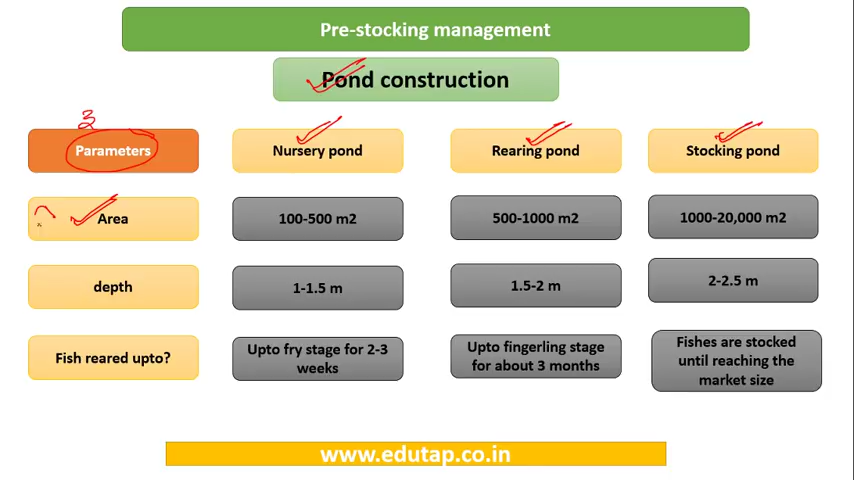 Pre-stocking management
Pond construction
3
Parameters
Nursery pond
Rearing pond
Stocking pond
Area
100-500 m2
500-1000 m2
1000-20,000 m2
depth
1-1.5 m
1.5-2 m
2-2.5 m
Fish reared upto?
Upto fry stage for 2-3
weeks
Upto fingerling stage
for about 3 months
Fishes are stocked
until reaching the
market size
www.edutap.co.in